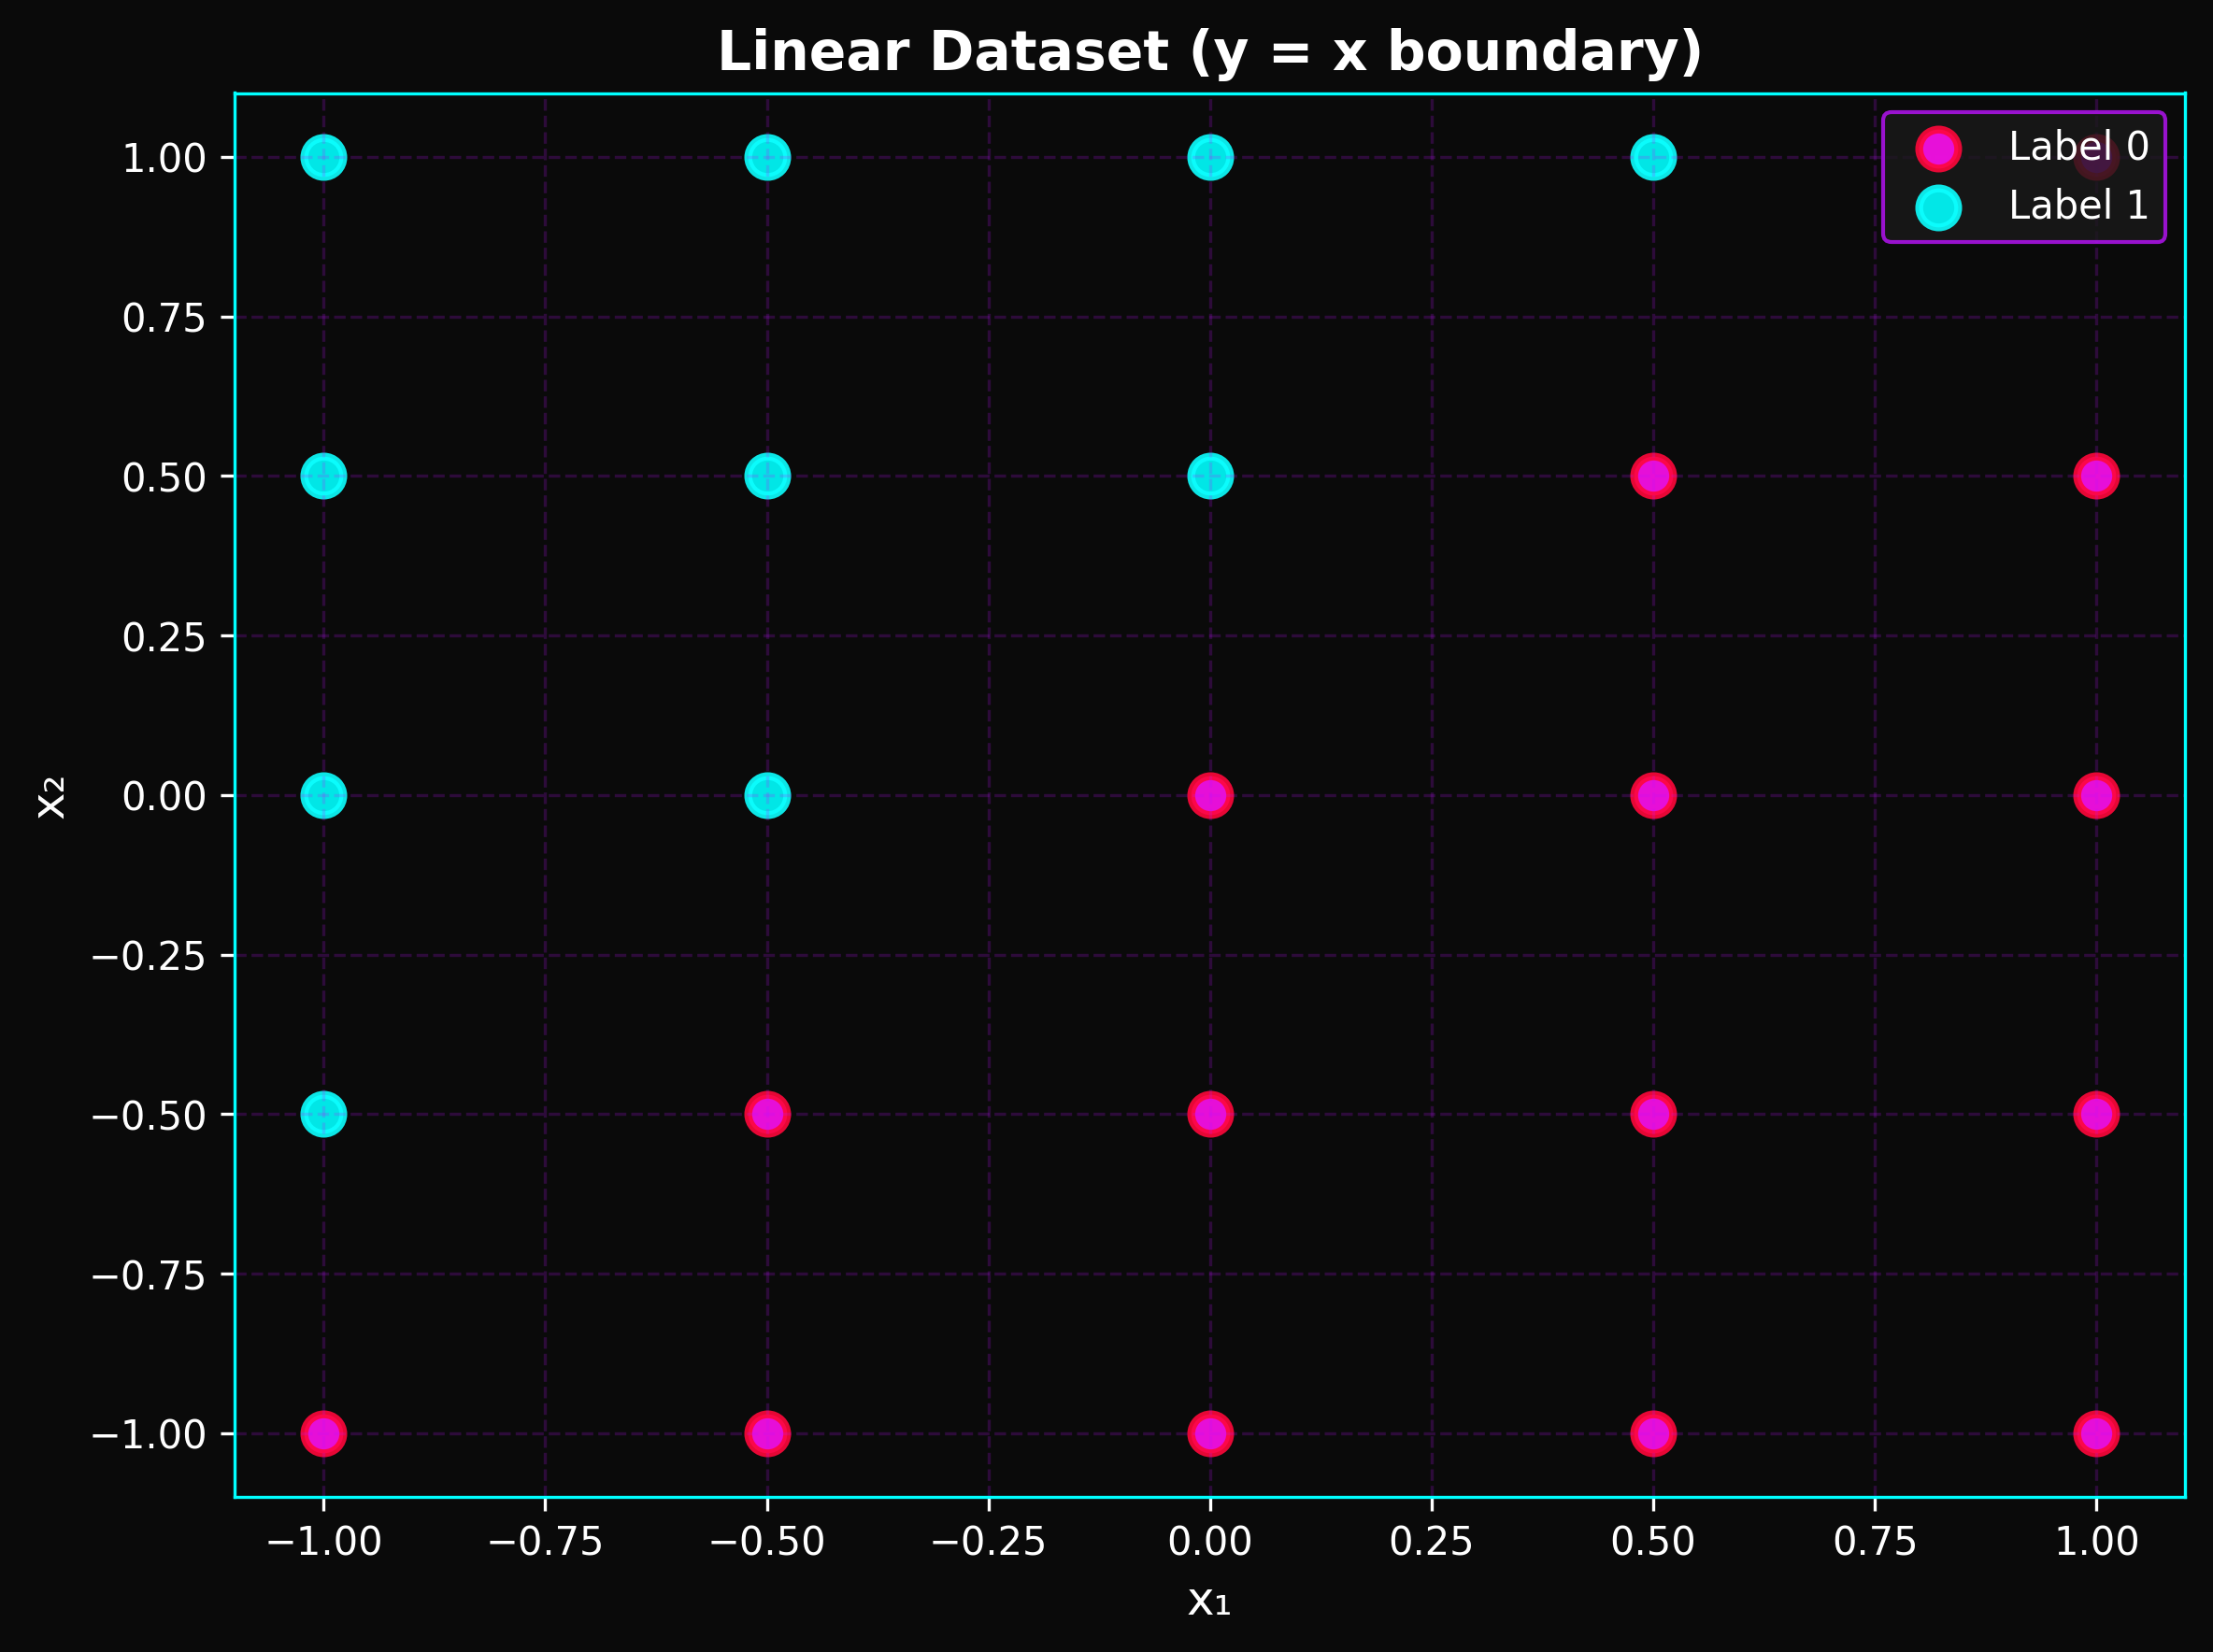 Linear Dataset (y = x boundary)
Label 0
Label 1
1.00
0.75
0.50
0.25
0.00
−0.25
−0.50
−0.75
−1.00
x₂
−1.00 −0.75 −0.50 −0.25 0.00 0.25 0.50 0.75 1.00
x₁